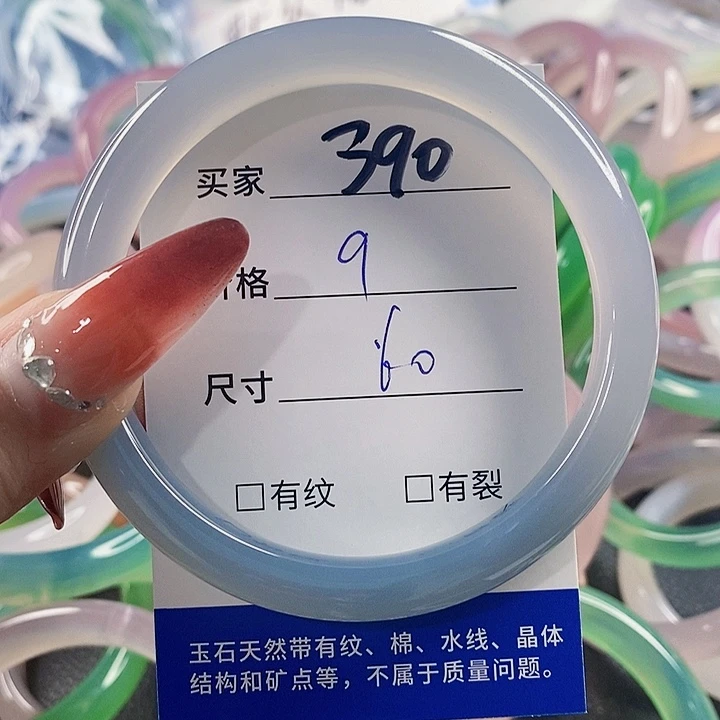 买家 390
格 9
尺寸 60
□有纹 □有裂
玉石天然带有纹、棉、水线、晶体
结构和矿点等，不属于质量问题。